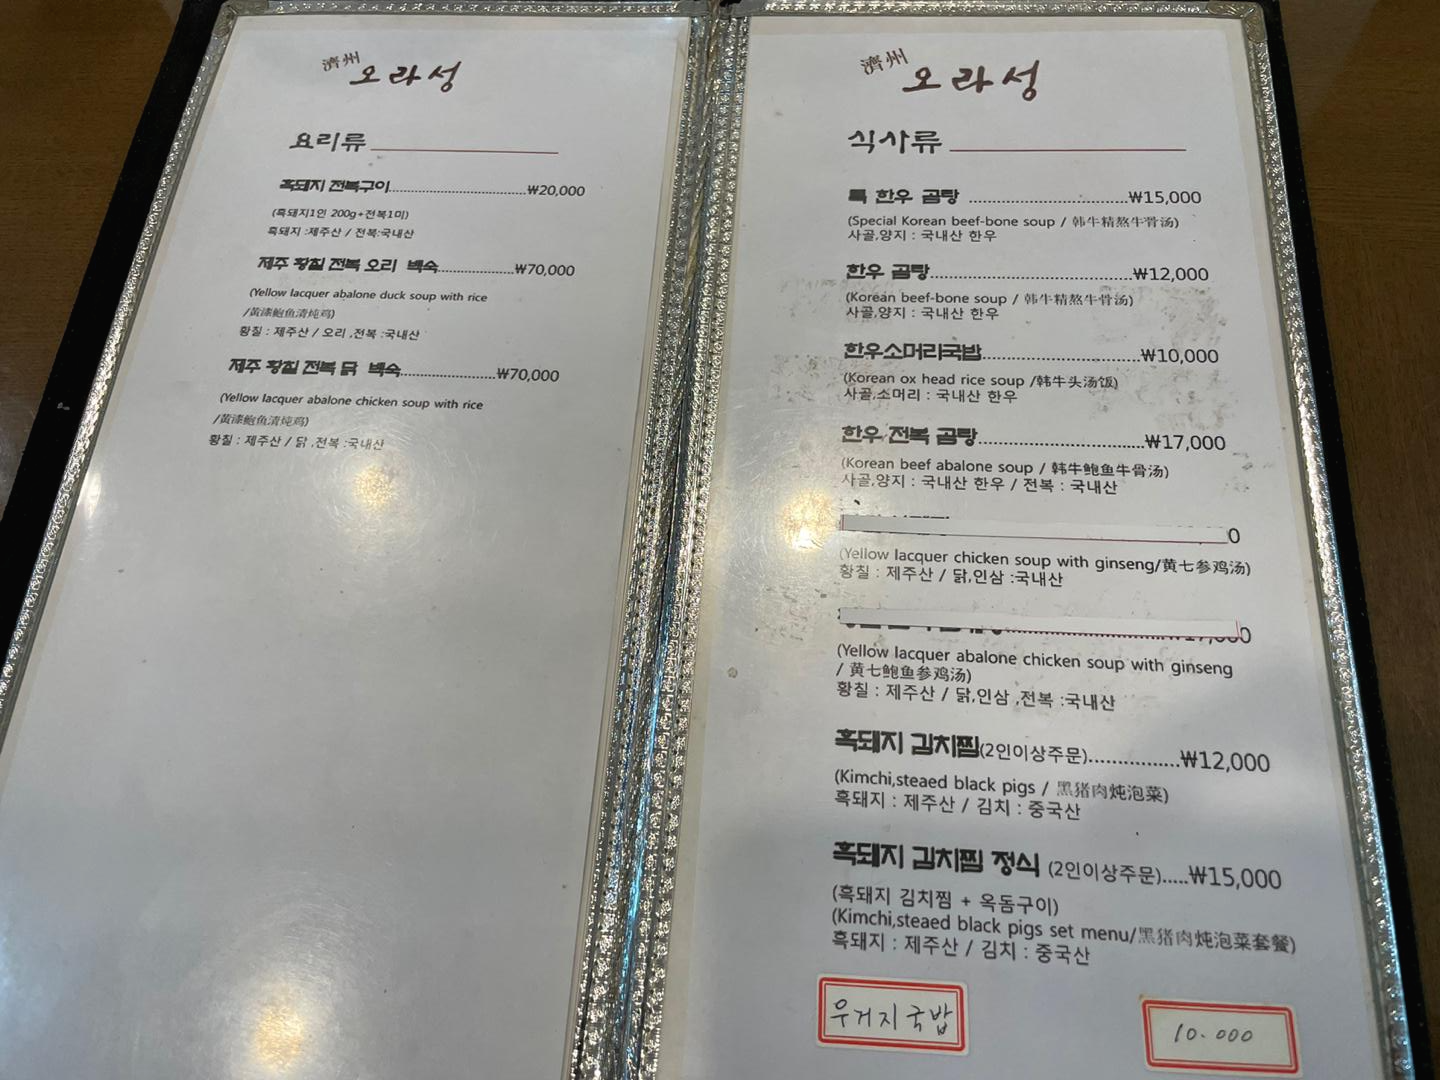 濟州 오라성
요리류
흑돼지 전복구이 ₩20,000
(흑돼지1인 200g+전복1미)
흑돼지 :제주산 / 전복:국내산
제주 황칠 전복 오리 백숙 ₩70,000
(Yellow lacquer abalone duck soup with rice
/黄漆鲍鱼清炖鸡)
황칠 : 제주산 / 오리 ,전복 :국내산
제주 황칠 전복 닭 백숙 ₩70,000
(Yellow lacquer abalone chicken soup with rice
/黄漆鲍鱼清炖鸡)
황칠 : 제주산 / 닭 ,전복 :국내산
濟州 오라성
식사류
특 한우 곰탕 ₩15,000
(Special Korean beef-bone soup / 韩牛精熬牛骨汤)
사골,양지 : 국내산 한우
한우 곰탕 ₩12,000
(Korean beef-bone soup / 韩牛精熬牛骨汤)
사골,양지 : 국내산 한우
한우소머리국밥 ₩10,000
(Korean ox head rice soup /韩牛头汤饭)
사골,소머리 : 국내산 한우
한우 전복 곰탕 ₩17,000
(Korean beef abalone soup / 韩牛鲍鱼牛骨汤)
사골,양지 : 국내산 한우 / 전복 : 국내산
(Yellow lacquer chicken soup with ginseng/黄七参鸡汤)
황칠 : 제주산 / 닭,인삼 :국내산
(Yellow lacquer abalone chicken soup with ginseng
/ 黄七鲍鱼参鸡汤)
황칠 : 제주산 / 닭,인삼 ,전복 :국내산
흑돼지 김치찜(2인이상주문) ₩12,000
(Kimchi,steaed black pigs / 黑猪肉炖泡菜)
흑돼지 : 제주산 / 김치 : 중국산
흑돼지 김치찜 정식 (2인이상주문).....₩15,000
(흑돼지 김치찜 + 옥돔구이)
(Kimchi,steaed black pigs set menu/黑猪肉炖泡菜套餐)
흑돼지 : 제주산 / 김치 : 중국산
우거지국밥 10.000